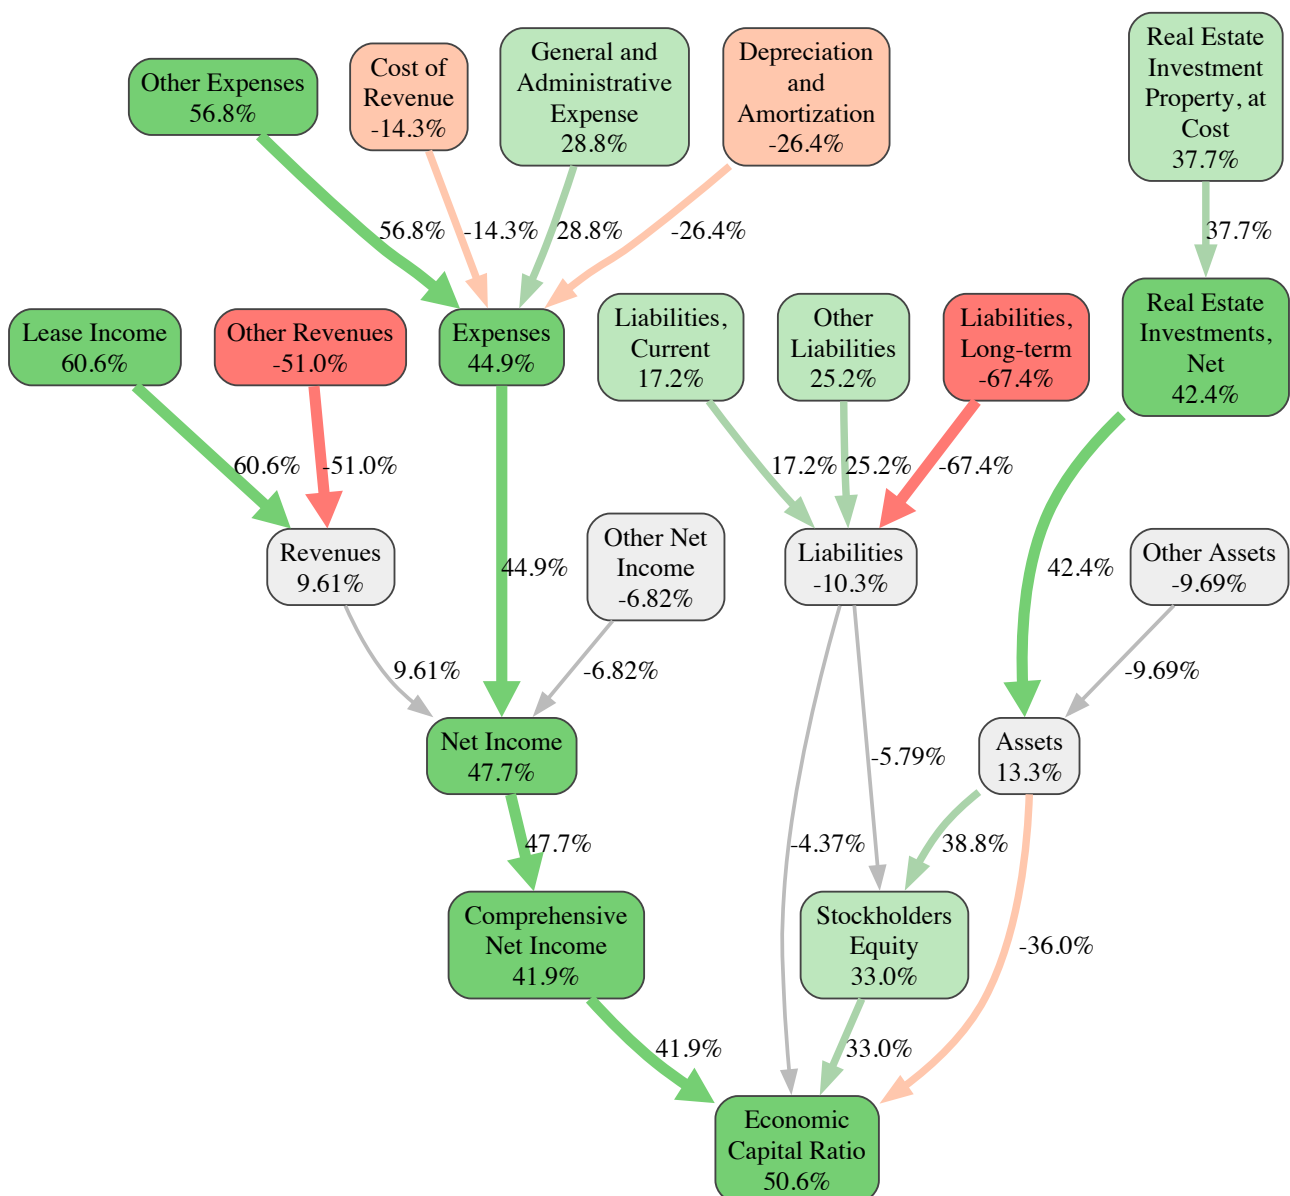 Other Expenses
56.8%
Cost of
Revenue
-14.3%
General and
Administrative
Expense
28.8%
Depreciation
and
Amortization
-26.4%
Real Estate
Investment
Property, at
Cost
37.7%
56.8%
-14.3%
28.8%
-26.4%
37.7%
Lease Income
60.6%
Other Revenues
-51.0%
Expenses
44.9%
Liabilities,
Current
17.2%
Other
Liabilities
25.2%
Liabilities,
Long-term
-67.4%
Real Estate
Investments,
Net
42.4%
60.6%
-51.0%
17.2%
25.2%
-67.4%
Revenues
9.61%
44.9%
Other Net
Income
-6.82%
Liabilities
-10.3%
42.4%
Other Assets
-9.69%
9.61%
-6.82%
-9.69%
Net Income
47.7%
-5.79%
Assets
13.3%
47.7%
-4.37%
38.8%
Comprehensive
Net Income
41.9%
Stockholders
Equity
33.0%
-36.0%
41.9%
33.0%
Economic
Capital Ratio
50.6%